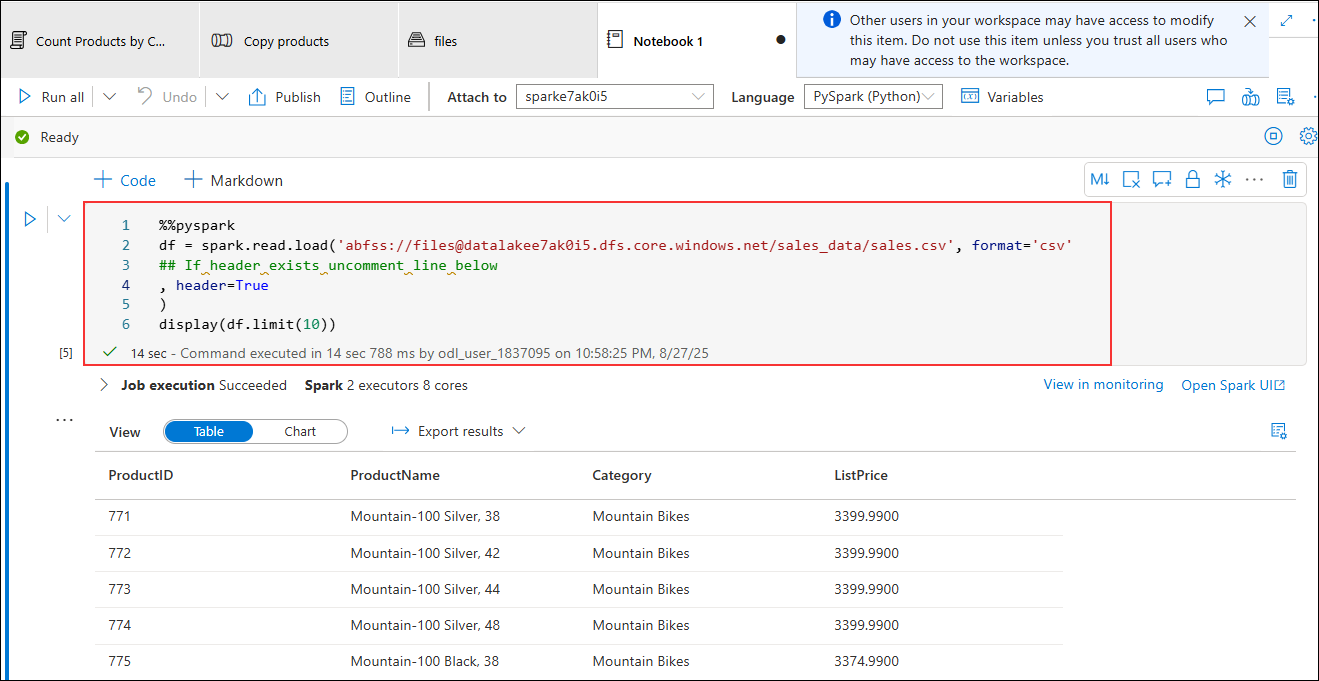 Count Products by C...
Copy products
files
Notebook 1
Other users in your workspace may have access to modify
this item. Do not use this item unless you trust all users who
may have access to the workspace.
Run all
Undo
Publish
Outline
Attach to
sparke7ak0i5
Language
PySpark (Python)
Variables
Ready
Code
Markdown
M↓
1 %%pyspark
2 df = spark.read.load('abfss://files@datalakee7ak0i5.dfs.core.windows.net/sales_data/sales.csv', format='csv'
3 ## If header exists uncomment line below
4 , header=True
5 )
6 display(df.limit(10))
[5]
14 sec - Command executed in 14 sec 788 ms by odl_user_1837095 on 10:58:25 PM, 8/27/25
Job execution Succeeded Spark 2 executors 8 cores
View in monitoring
Open Spark UI
View
Table
Chart
Export results
ProductID ProductName Category ListPrice
771 Mountain-100 Silver, 38 Mountain Bikes 3399.9900
772 Mountain-100 Silver, 42 Mountain Bikes 3399.9900
773 Mountain-100 Silver, 44 Mountain Bikes 3399.9900
774 Mountain-100 Silver, 48 Mountain Bikes 3399.9900
775 Mountain-100 Black, 38 Mountain Bikes 3374.9900